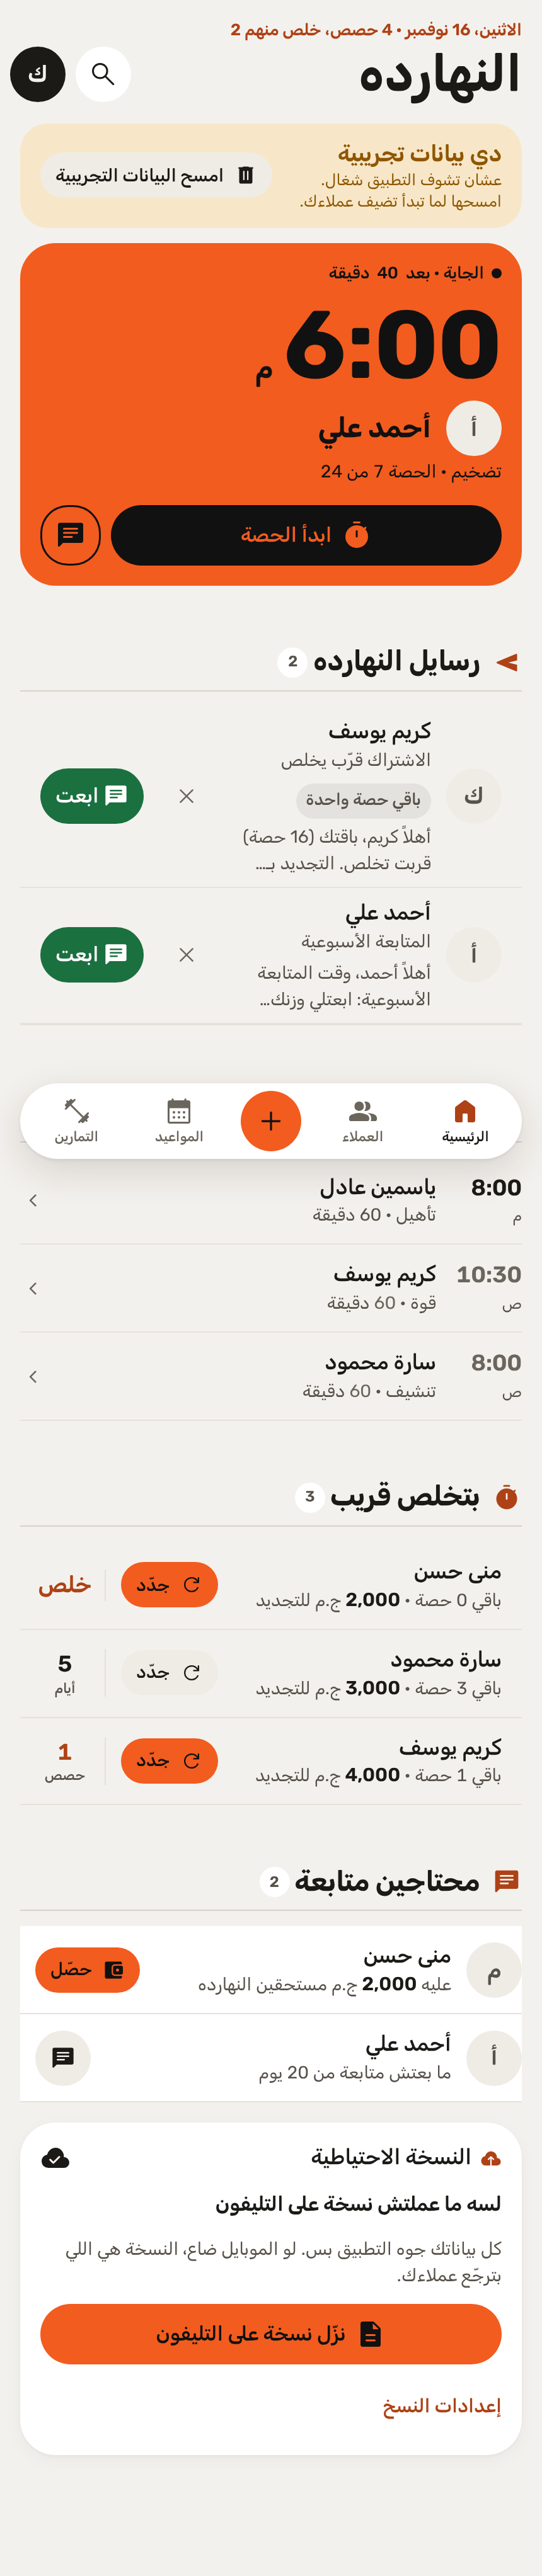 الاثنين، 16 نوفمبر • 4 حصص، خلص منهم 2
النهارده
ك
دي بيانات تجريبية
عشان تشوف التطبيق شغال.
امسحها لما تبدأ تضيف عملاءك.
امسح البيانات التجريبية
الجاية • بعد 40 دقيقة
6:00 م
أ
أحمد علي
تضخيم • الحصة 7 من 24
ابدأ الحصة
رسايل النهارده 2
ك
كريم يوسف
الاشتراك قرّب يخلص
باقي حصة واحدة
أهلاً كريم، باقتك (16 حصة)
قربت تخلص. التجديد بـ...
ابعت
أ
أحمد علي
المتابعة الأسبوعية
أهلاً أحمد، وقت المتابعة
الأسبوعية: ابعتلي وزنك...
ابعت
الرئيسية
العملاء
المواعيد
التمارين
8:00 م
ياسمين عادل
تأهيل • 60 دقيقة
10:30 ص
كريم يوسف
قوة • 60 دقيقة
8:00 ص
سارة محمود
تنشيف • 60 دقيقة
بتخلص قريب 3
منى حسن
باقي 0 حصة • 2,000 ج.م للتجديد
جدّد
خلص
سارة محمود
باقي 3 حصة • 3,000 ج.م للتجديد
جدّد
5
أيام
كريم يوسف
باقي 1 حصة • 4,000 ج.م للتجديد
جدّد
1
حصص
محتاجين متابعة 2
م
منى حسن
عليه 2,000 ج.م مستحقين النهارده
حصّل
أ
أحمد علي
ما بعتش متابعة من 20 يوم
النسخة الاحتياطية
لسه ما عملتش نسخة على التليفون
كل بياناتك جوه التطبيق بس. لو الموبايل ضاع، النسخة هي اللي
بترجّع عملاءك.
نزّل نسخة على التليفون
إعدادات النسخ